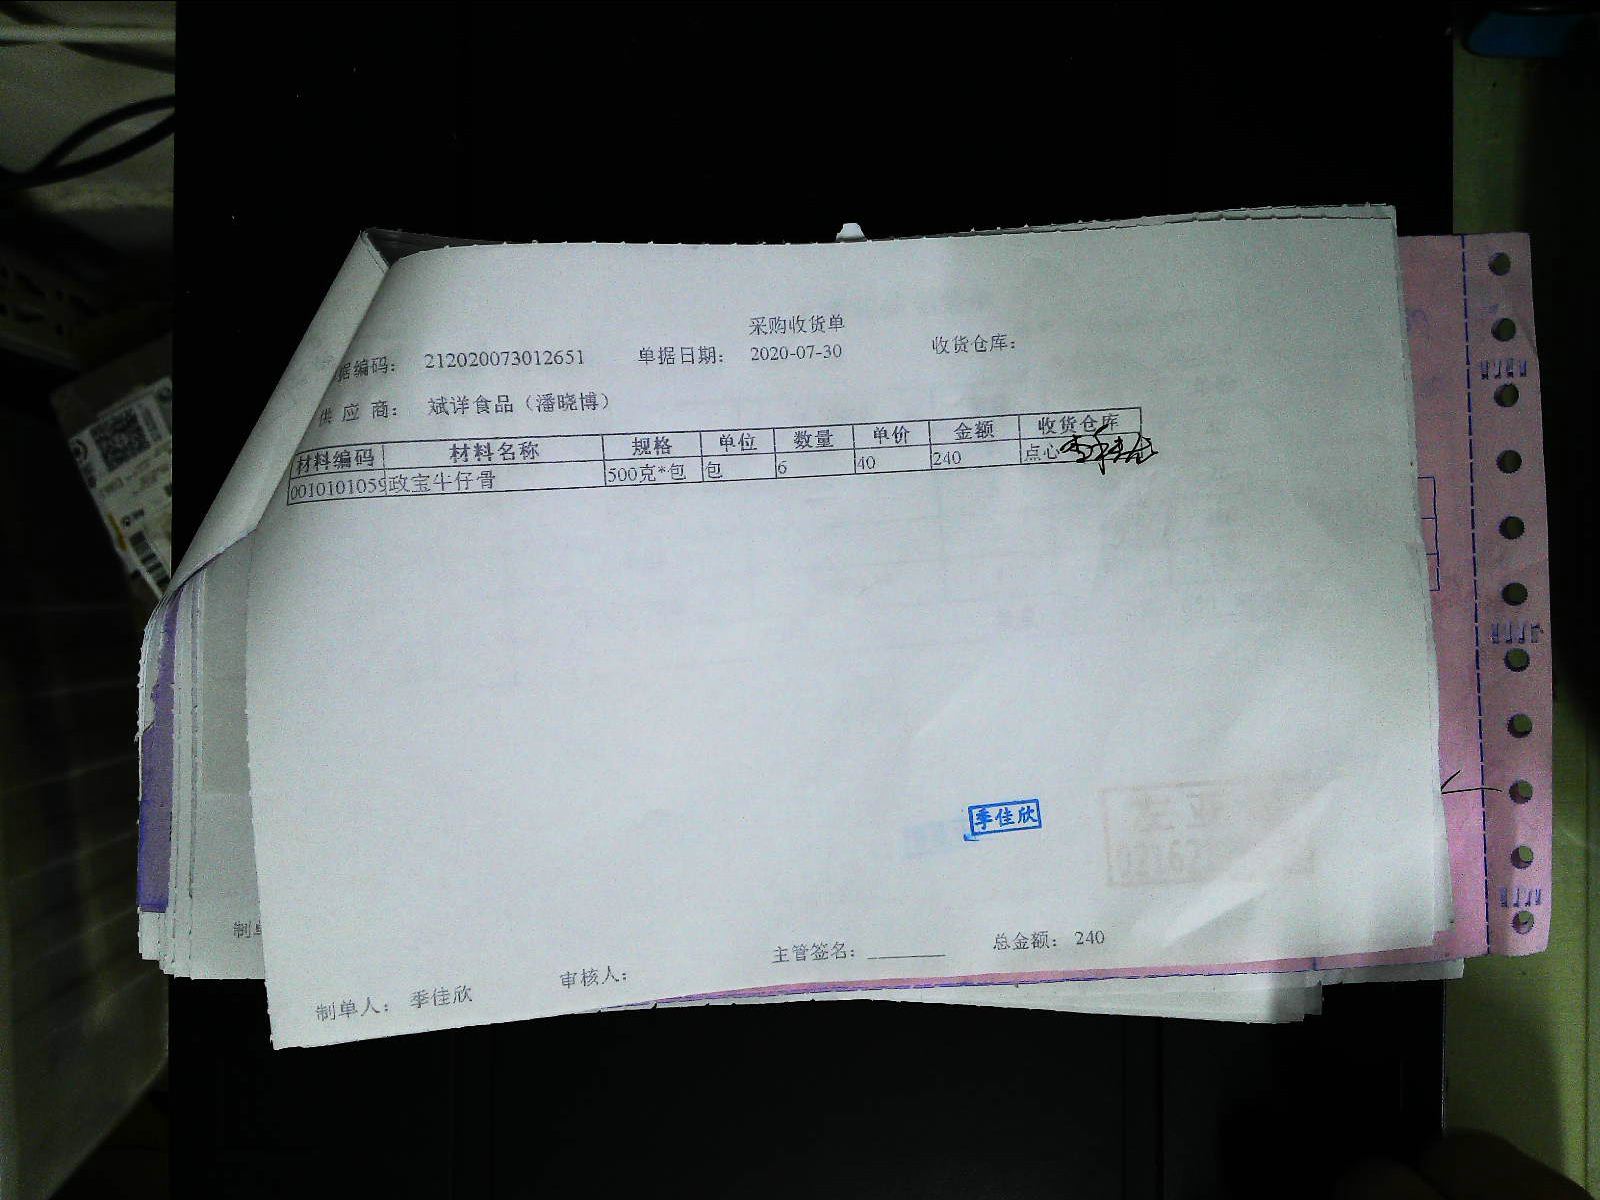 采购收货单
据编码： 212020073012651 单据日期： 2020-07-30 收货仓库：
供应商： 斌洋食品（潘晓博）
材料编码 材料名称 规格 单位 数量 单价 金额 收货仓库
0010101059 政宝牛仔骨 500克*包 包 6 40 240 点心
季佳欣
主管签名： 总金额： 240
制单人： 季佳欣 审核人：
制单